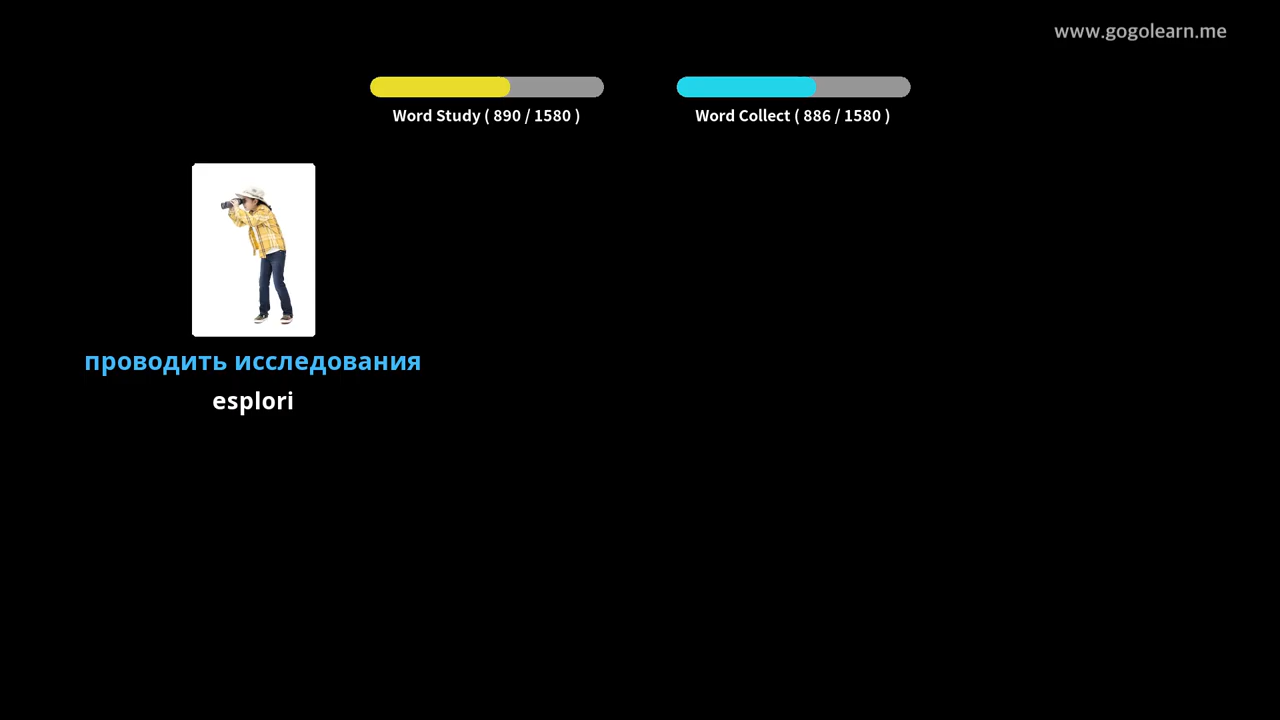 www.gogolearn.me
Word Study ( 890 / 1580 )
Word Collect ( 886 / 1580 )
проводить исследования
esplori